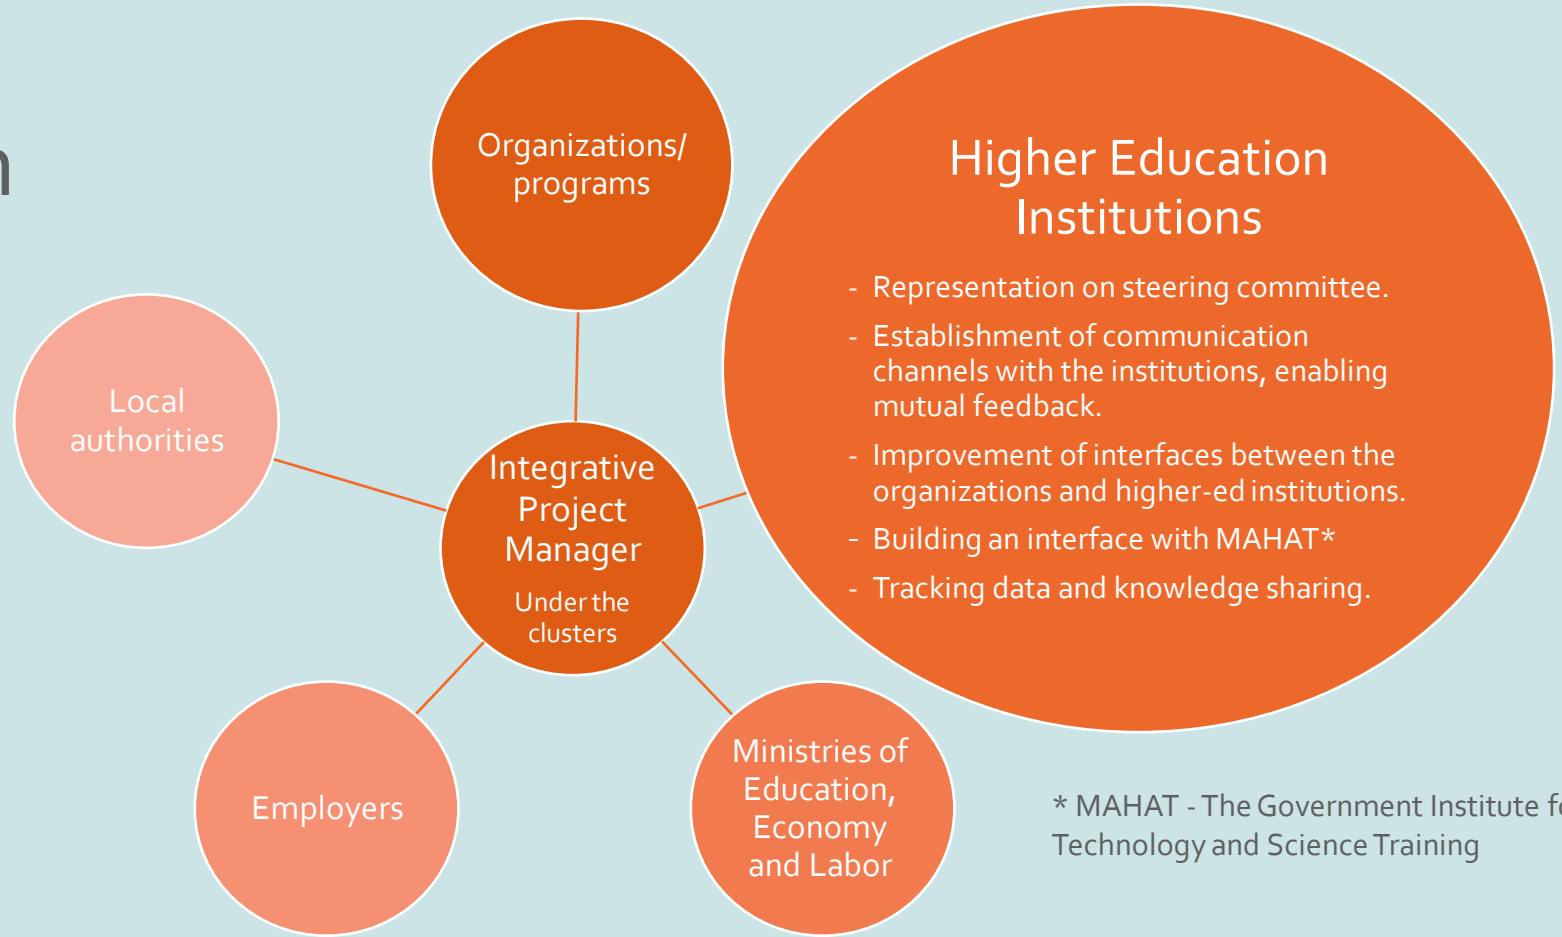 Organizations/
programs
Higher Education
Institutions
- Representation on steering committee.
- Establishment of communication
channels with the institutions, enabling
mutual feedback.
- Improvement of interfaces between the
organizations and higher-ed institutions.
- Building an interface with MAHAT*
- Tracking data and knowledge sharing.
Local
authorities
Integrative
Project
Manager
Under the
clusters
Employers
Ministries of
Education,
Economy
and Labor
* MAHAT - The Government Institute
Technology and Science Training